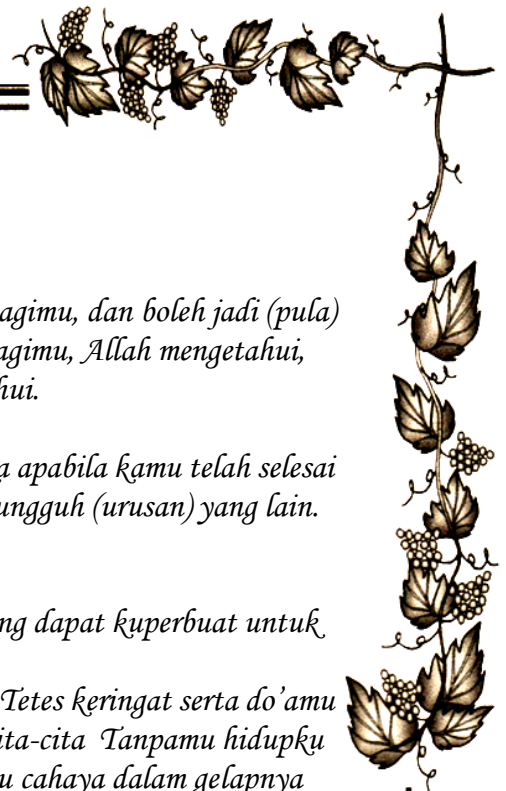 agimu, dan boleh jadi (pula)
agimu, Allah mengetahui,
hui.
a apabila kamu telah selesai
ungguh (urusan) yang lain.
ng dapat kuperbuat untuk
Tetes keringat serta do’amu
ita-cita Tanpamu hidupku
u cahaya dalam gelapnya